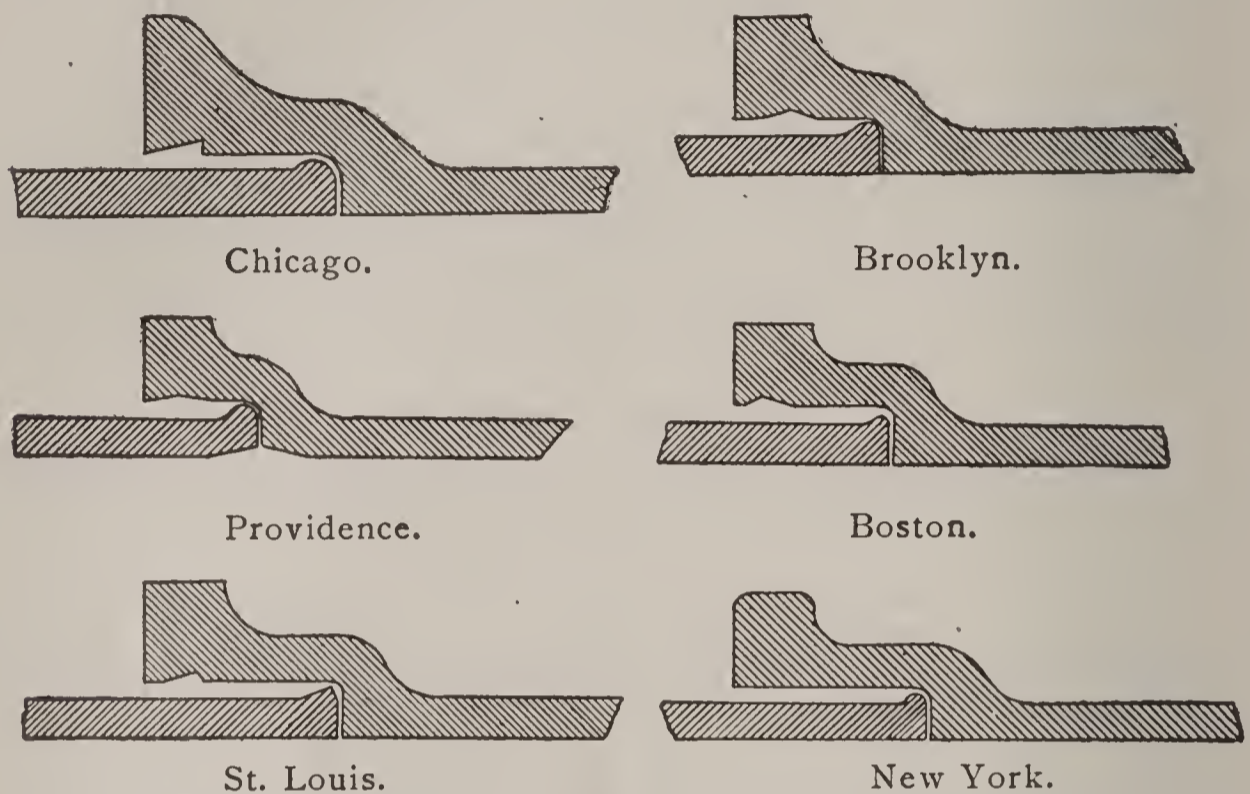 Chicago.
Brooklyn.
Providence.
Boston.
St. Louis.
New York.